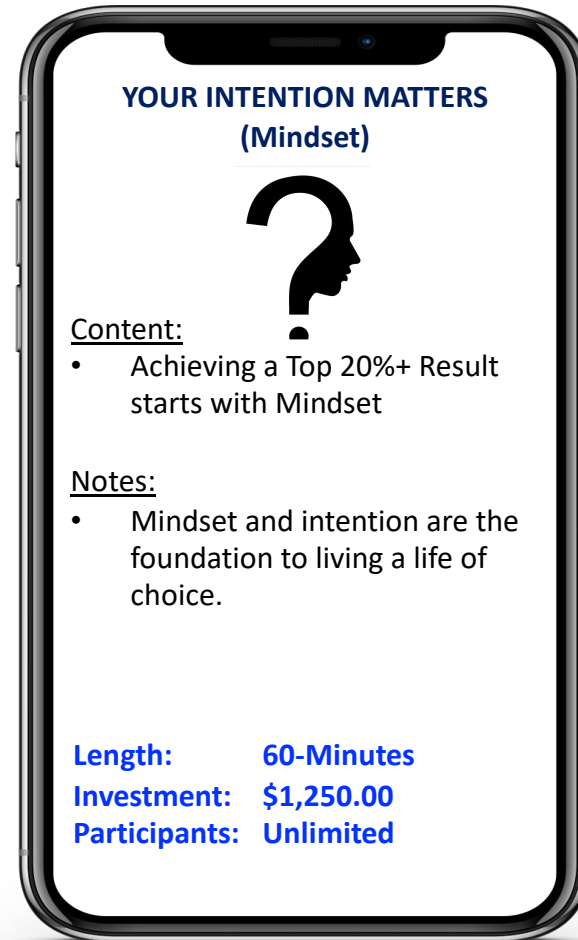 YOUR INTENTION MATTERS
(Mindset)
Content:
• Achieving a Top 20%+ Result
starts with Mindset
Notes:
• Mindset and intention are the
foundation to living a life of
choice.
Length: 60-Minutes
Investment: $1,250.00
Participants: Unlimited